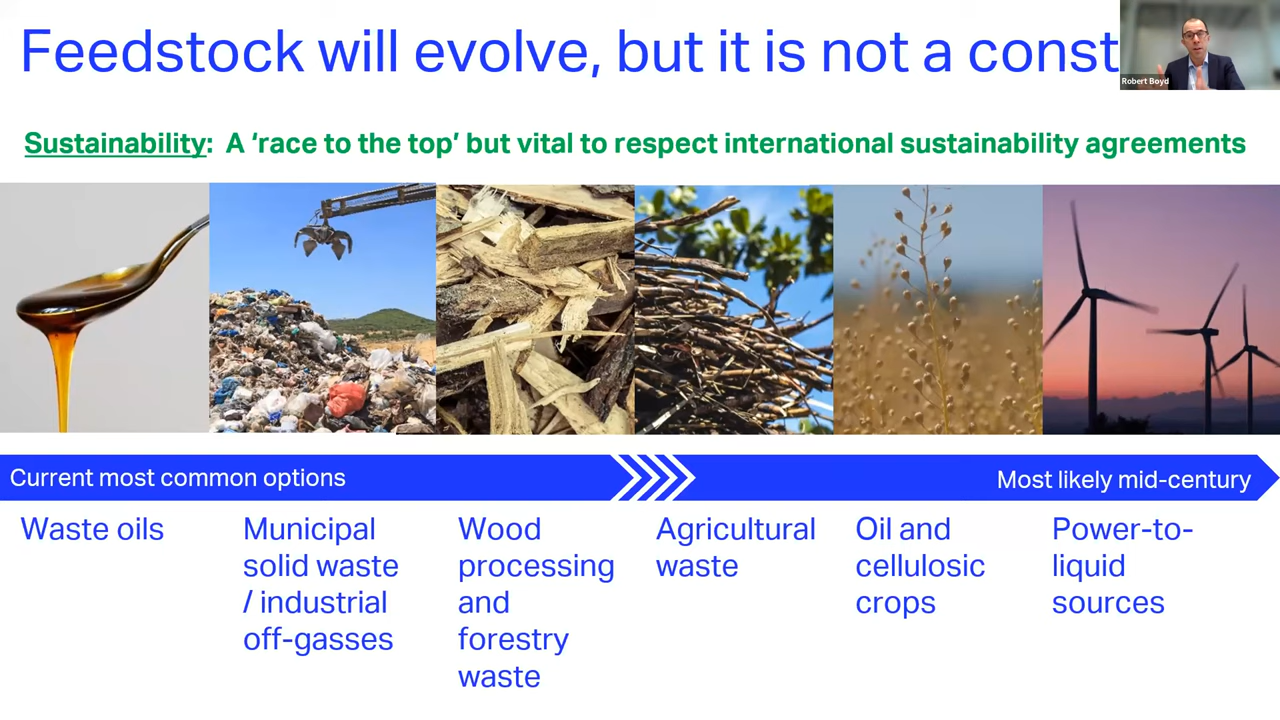 Feedstock will evolve, but it is not a const
Robert Boyd
Sustainability: A ‘race to the top’ but vital to respect international sustainability agreements
Current most common options
Most likely mid-century
Waste oils
Municipal
solid waste
/ industrial
off-gasses
Wood
processing
and
forestry
waste
Agricultural
waste
Oil and
cellulosic
crops
Power-to-
liquid
sources